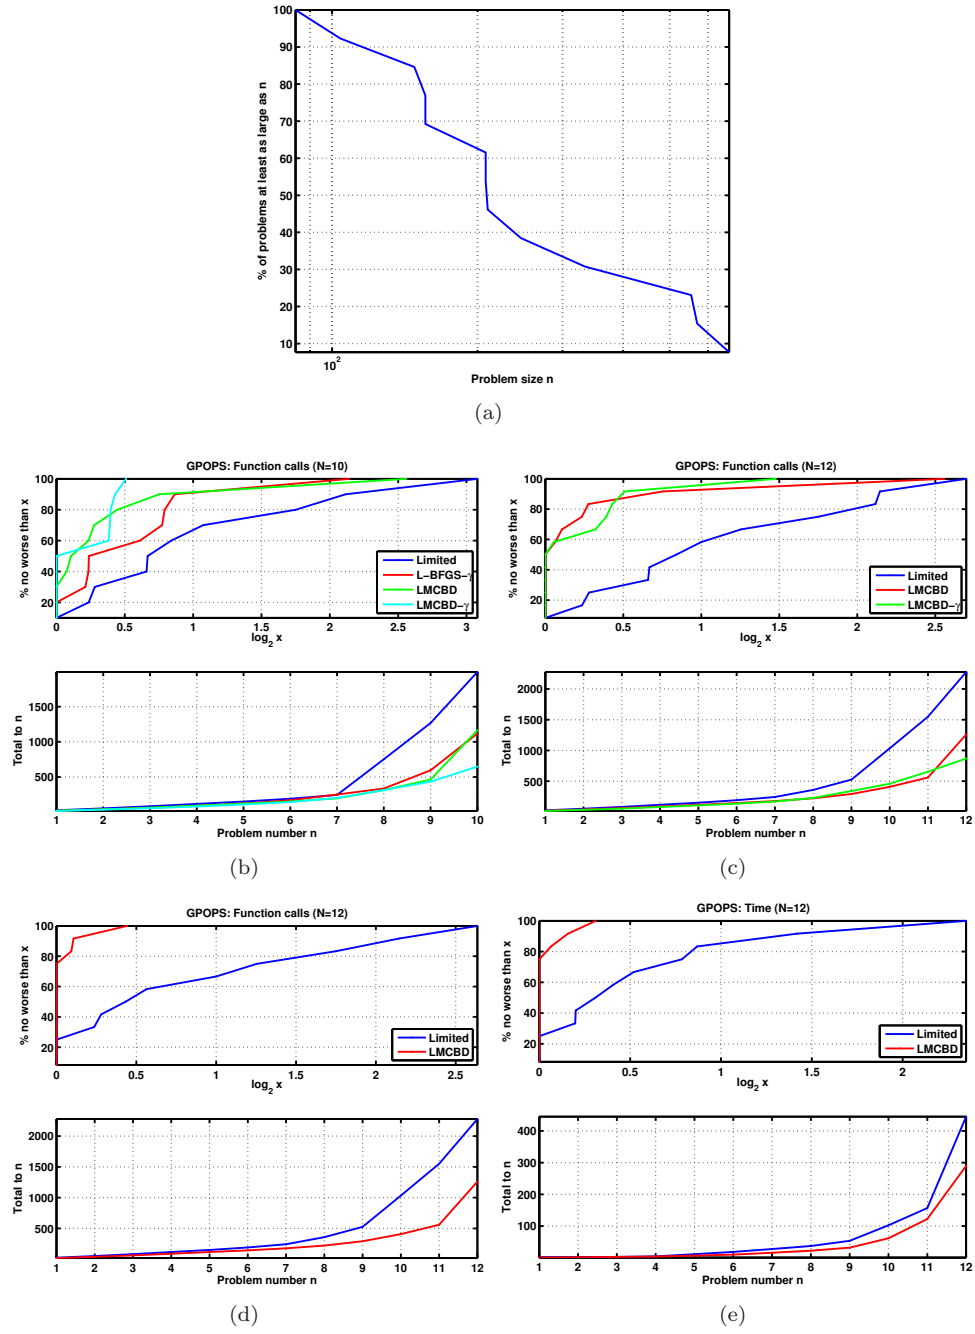 100
90
80
70
60
50
40
30
20
10
% of problems at least as large as n
10²
Problem size n
(a)
GPOPS: Function calls (N=10)
100
80
60
40
20
% no worse than x
Limited
L-BFGS-γ
LMCBD
LMCBD-γ
0 0.5 1 1.5 2 2.5 3
log₂ x
1500
1000
500
Total to n
1 2 3 4 5 6 7 8 9 10
Problem number n
(b)
GPOPS: Function calls (N=12)
100
80
60
40
20
% no worse than x
Limited
LMCBD
LMCBD-γ
0 0.5 1 1.5 2 2.5
log₂ x
2000
1500
1000
500
Total to n
1 2 3 4 5 6 7 8 9 10 11 12
Problem number n
(c)
GPOPS: Function calls (N=12)
100
80
60
40
20
% no worse than x
Limited
LMCBD
0 0.5 1 1.5 2 2.5
log₂ x
2000
1500
1000
500
Total to n
1 2 3 4 5 6 7 8 9 10 11 12
Problem number n
(d)
GPOPS: Time (N=12)
100
80
60
40
20
% no worse than x
Limited
LMCBD
0 0.5 1 1.5 2
log₂ x
400
300
200
100
Total to n
1 2 3 4 5 6 7 8 9 10 11 12
Problem number n
(e)